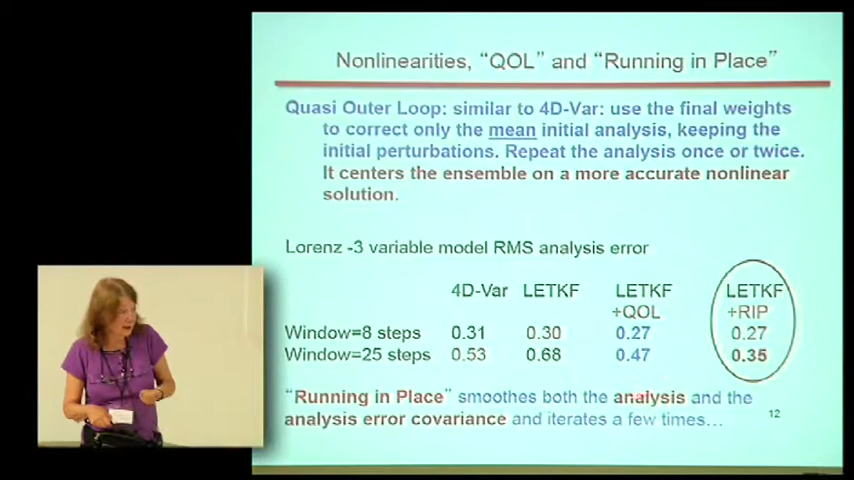 Nonlinearities, “QOL” and “Running in Place”
Quasi Outer Loop: similar to 4D-Var: use the final weights
to correct only the mean initial analysis, keeping the
initial perturbations. Repeat the analysis once or twice.
It centers the ensemble on a more accurate nonlinear
solution.
Lorenz -3 variable model RMS analysis error
4D-Var LETKF LETKF LETKF
+QOL +RIP
Window=8 steps 0.31 0.30 0.27 0.27
Window=25 steps 0.53 0.68 0.47 0.35
“Running in Place” smoothes both the analysis and the
analysis error covariance and iterates a few times…
12